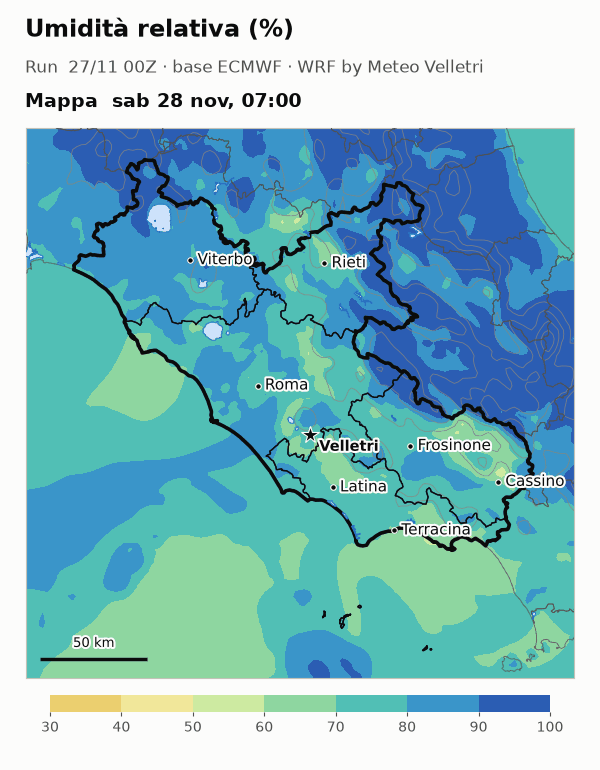 Umidità relativa (%)
Run  27/11 00Z · base ECMWF · WRF by Meteo Velletri
Mappa  sab 28 nov, 07:00
Viterbo
Rieti
Roma
Velletri
Frosinone
Cassino
Latina
Terracina
50 km
30 40 50 60 70 80 90 100